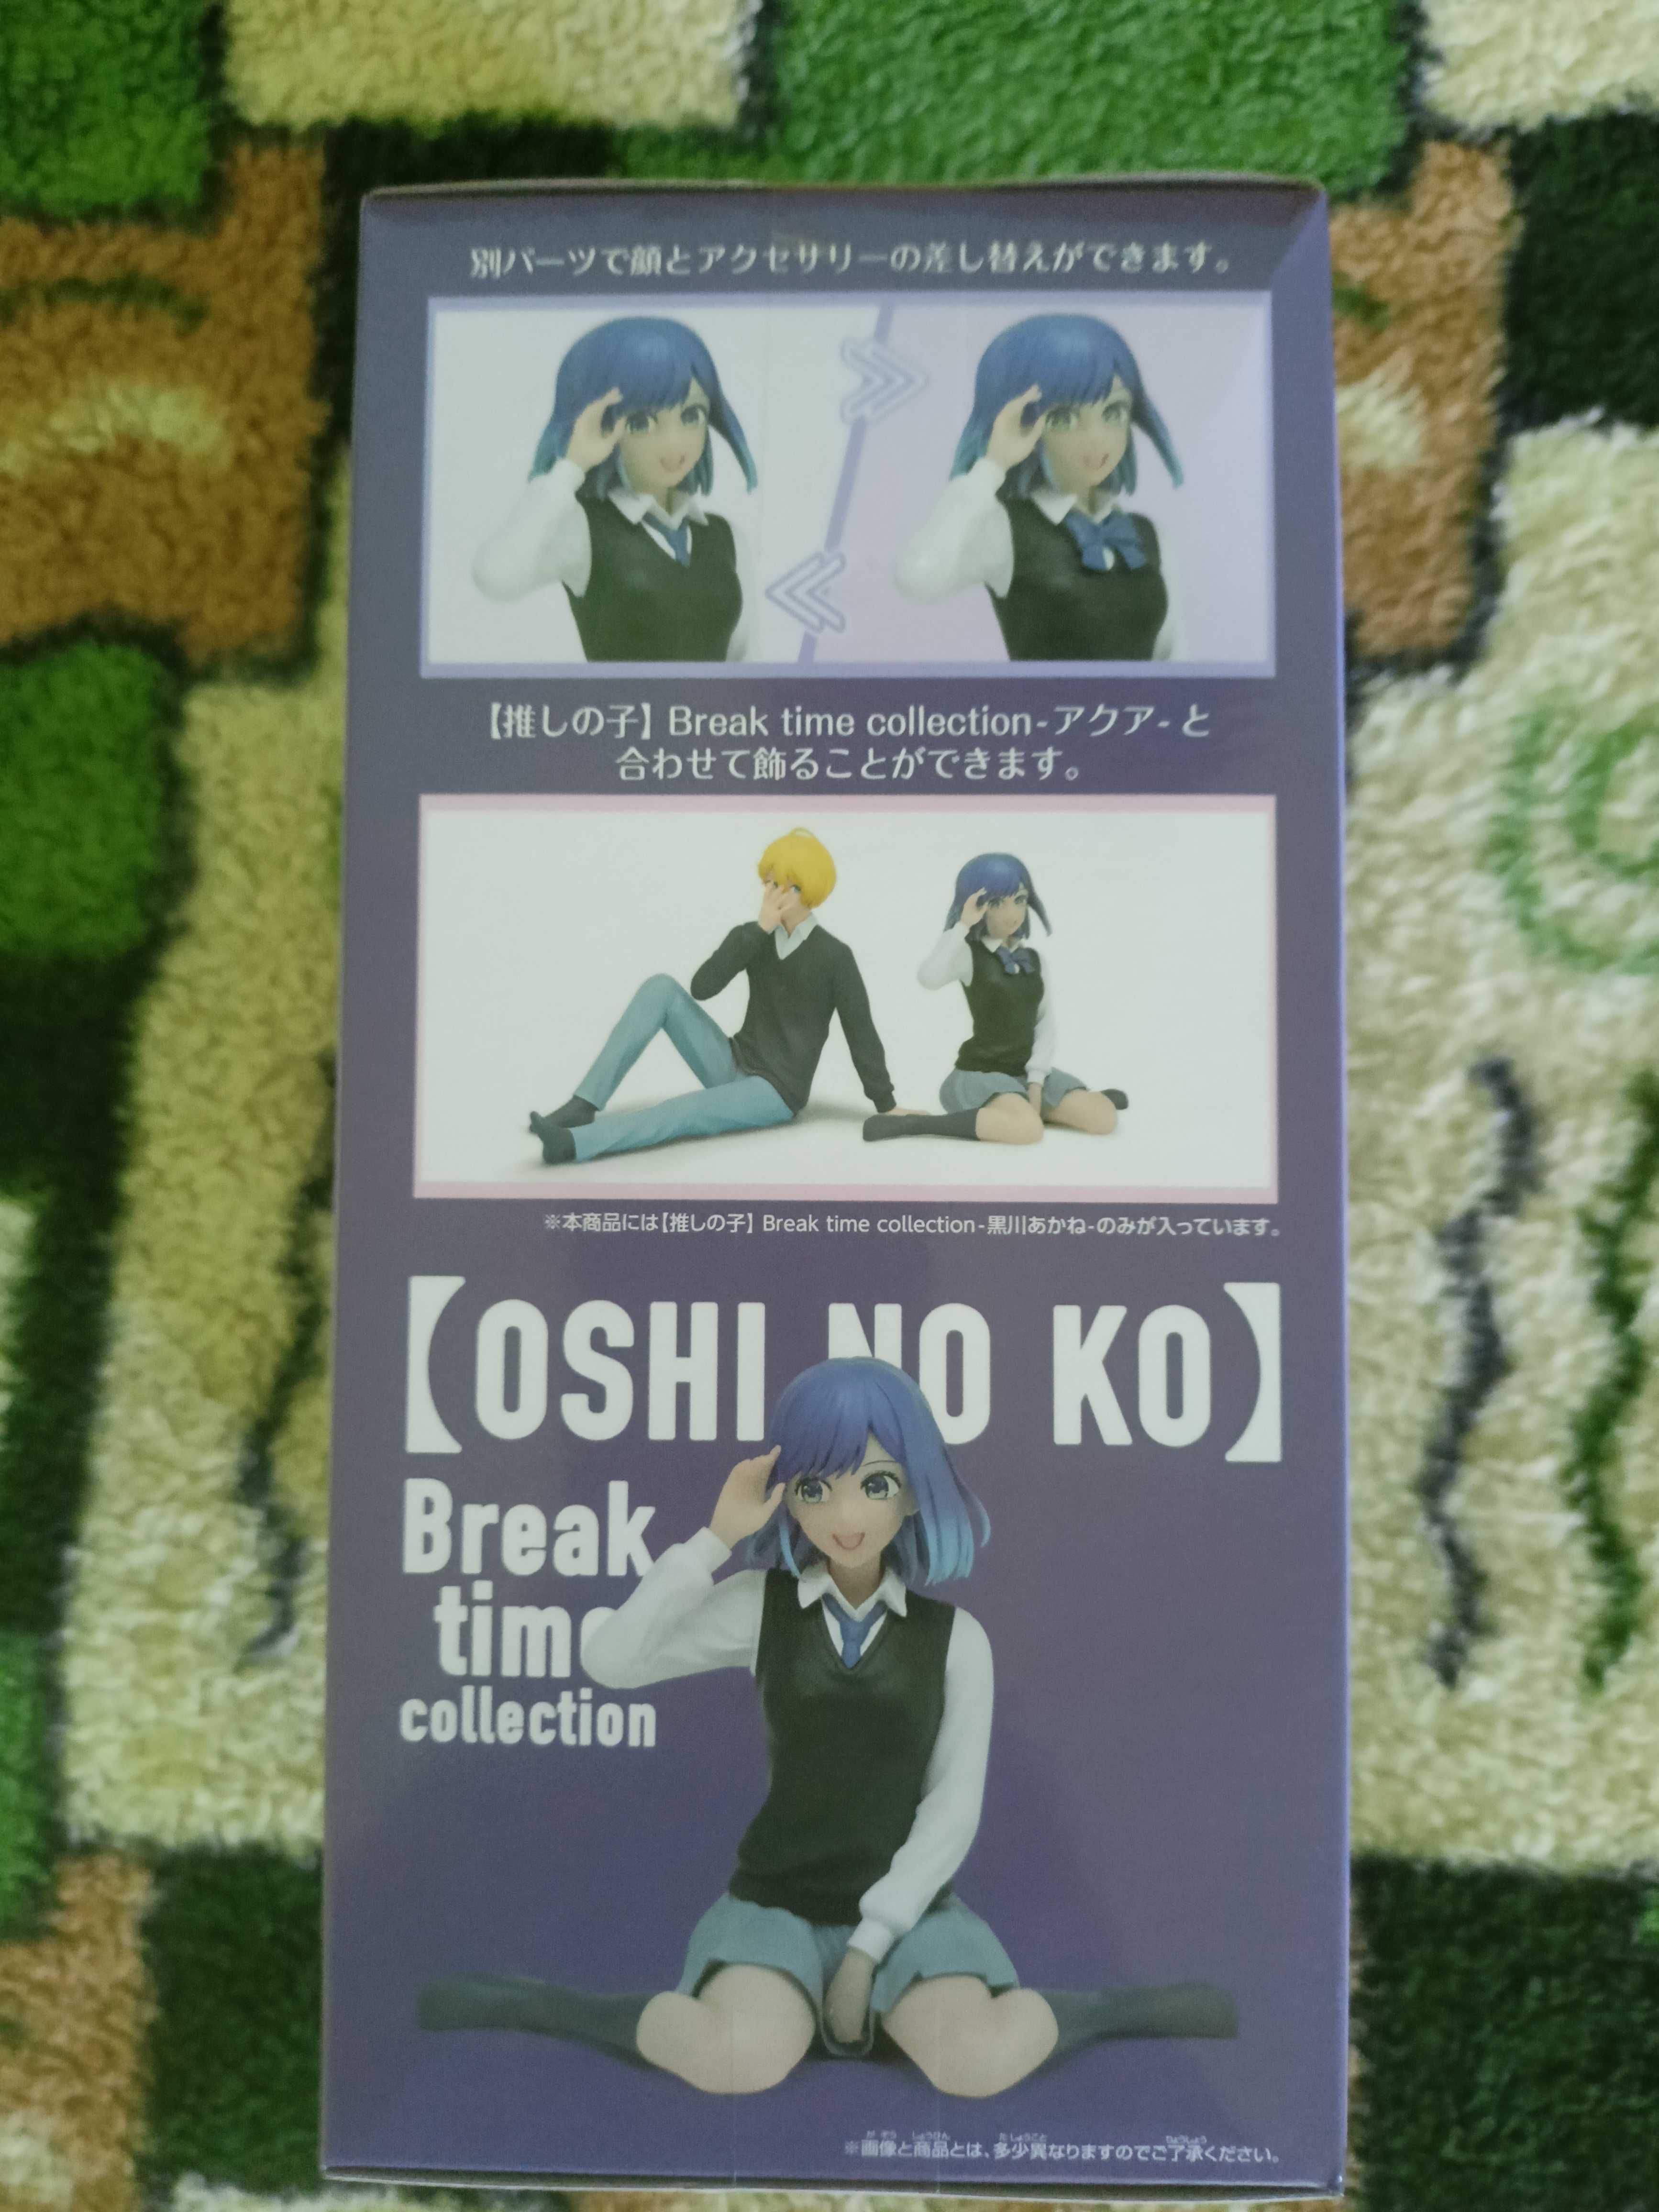 別パーツで顔とアクセサリーの差し替えができます。
【推しの子】Break time collection-アクア-と
合わせて飾ることができます。
※本商品には【推しの子】Break time collection-黒川あかね-のみが入っています。
【OSHI NO KO】
Break
time
collection
※画像と商品とは、多少異なりますのでご了承ください。